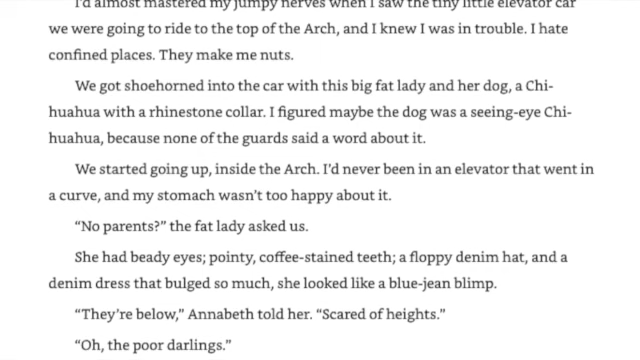 I'd almost mastered my jumpy nerves when I saw the tiny little elevator car
we were going to ride to the top of the Arch, and I knew I was in trouble. I hate
confined places. They make me nuts.
We got shoehorned into the car with this big fat lady and her dog, a Chi-
huahua with a rhinestone collar. I figured maybe the dog was a seeing-eye Chi-
huahua, because none of the guards said a word about it.
We started going up, inside the Arch. I'd never been in an elevator that went in
a curve, and my stomach wasn't too happy about it.
“No parents?” the fat lady asked us.
She had beady eyes; pointy, coffee-stained teeth; a floppy denim hat, and a
denim dress that bulged so much, she looked like a blue-jean blimp.
“They're below,” Annabeth told her. “Scared of heights.”
“Oh, the poor darlings.”